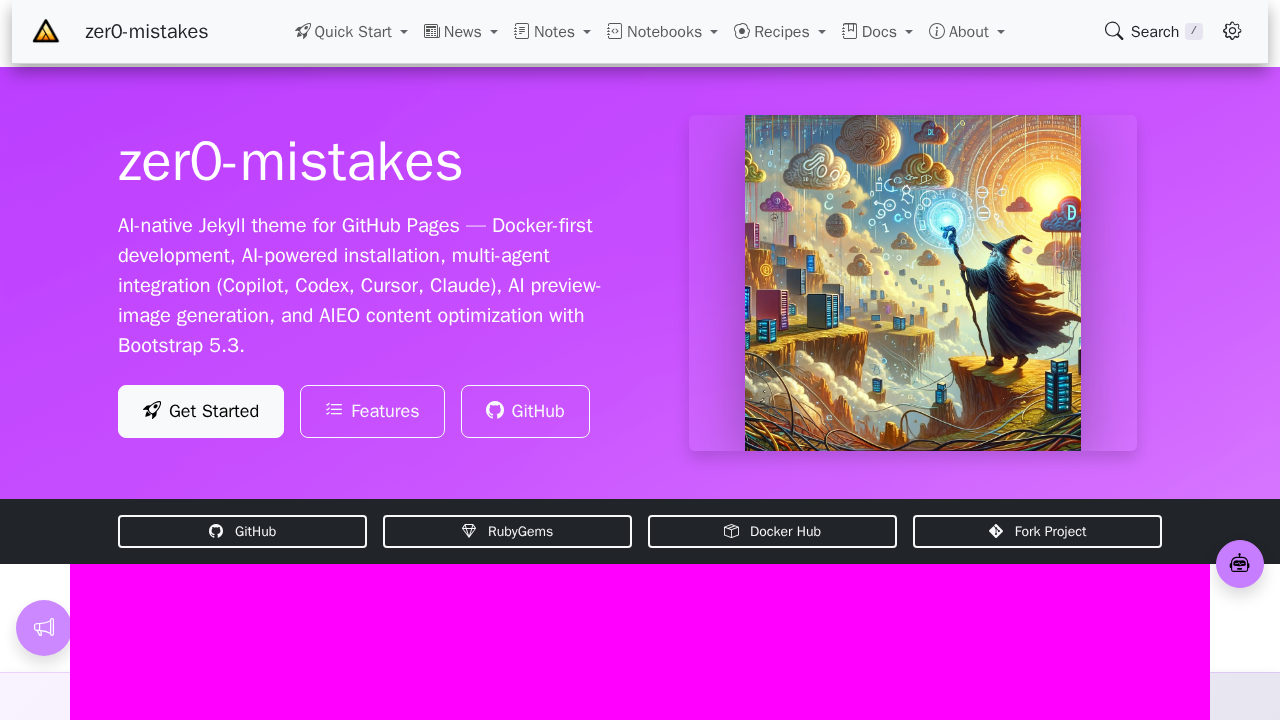 zer0-mistakes
Quick Start
News
Notes
Notebooks
Recipes
Docs
About
Search /
zer0-mistakes
AI-native Jekyll theme for GitHub Pages — Docker-first
development, AI-powered installation, multi-agent
integration (Copilot, Codex, Cursor, Claude), AI preview-
image generation, and AIEO content optimization with
Bootstrap 5.3.
Get Started
Features
GitHub
GitHub
RubyGems
Docker Hub
Fork Project